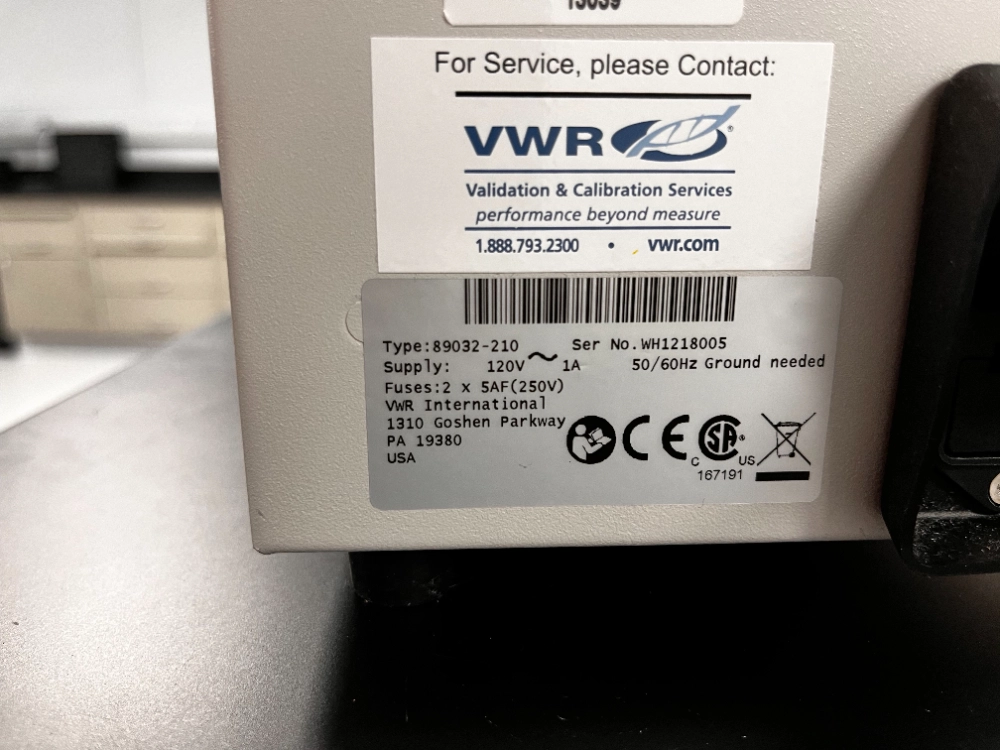 For Service, please Contact:
VWR®
Validation & Calibration Services
performance beyond measure
1.888.793.2300 • vwr.com
Type:89032-210 Ser No.WH1218005
Supply: 120V ~ 1A 50/60Hz Ground needed
Fuses:2 x 5AF(250V)
VWR International
1310 Goshen Parkway
PA 19380
USA
CE
C SA® US
167191